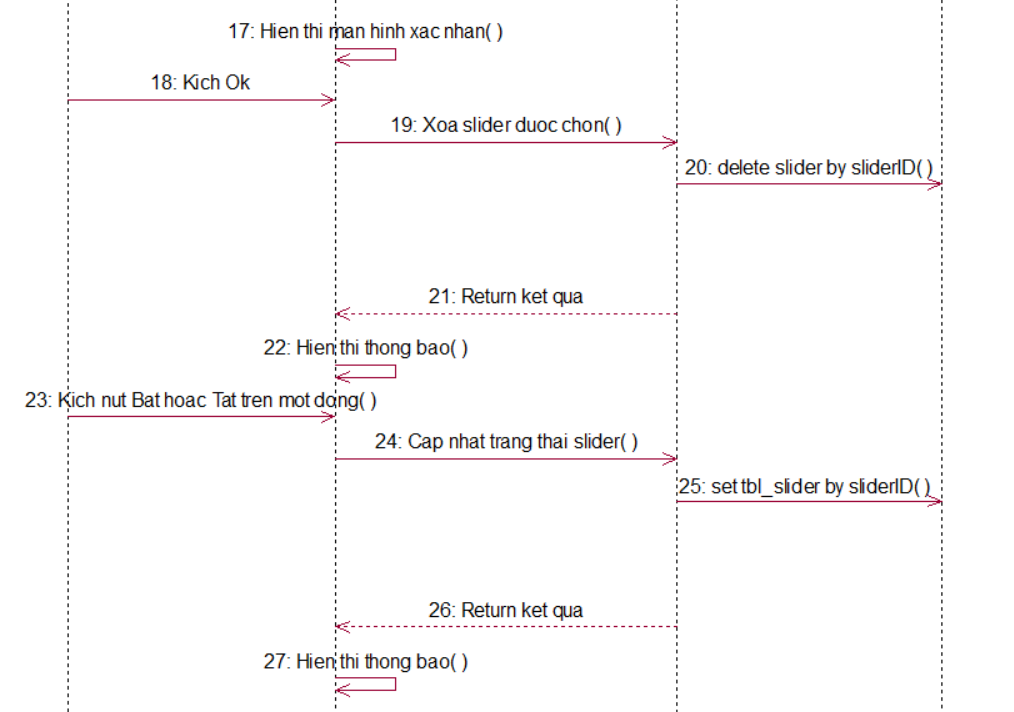 17: Hien thi man hinh xac nhan( )
18: Kich Ok
19: Xoa slider duoc chon( )
20: delete slider by sliderID( )
21: Return ket qua
22: Hien thi thong bao( )
23: Kich nut Bat hoac Tat tren mot dong( )
24: Cap nhat trang thai slider( )
25: set tbl_slider by sliderID( )
26: Return ket qua
27: Hien thi thong bao( )